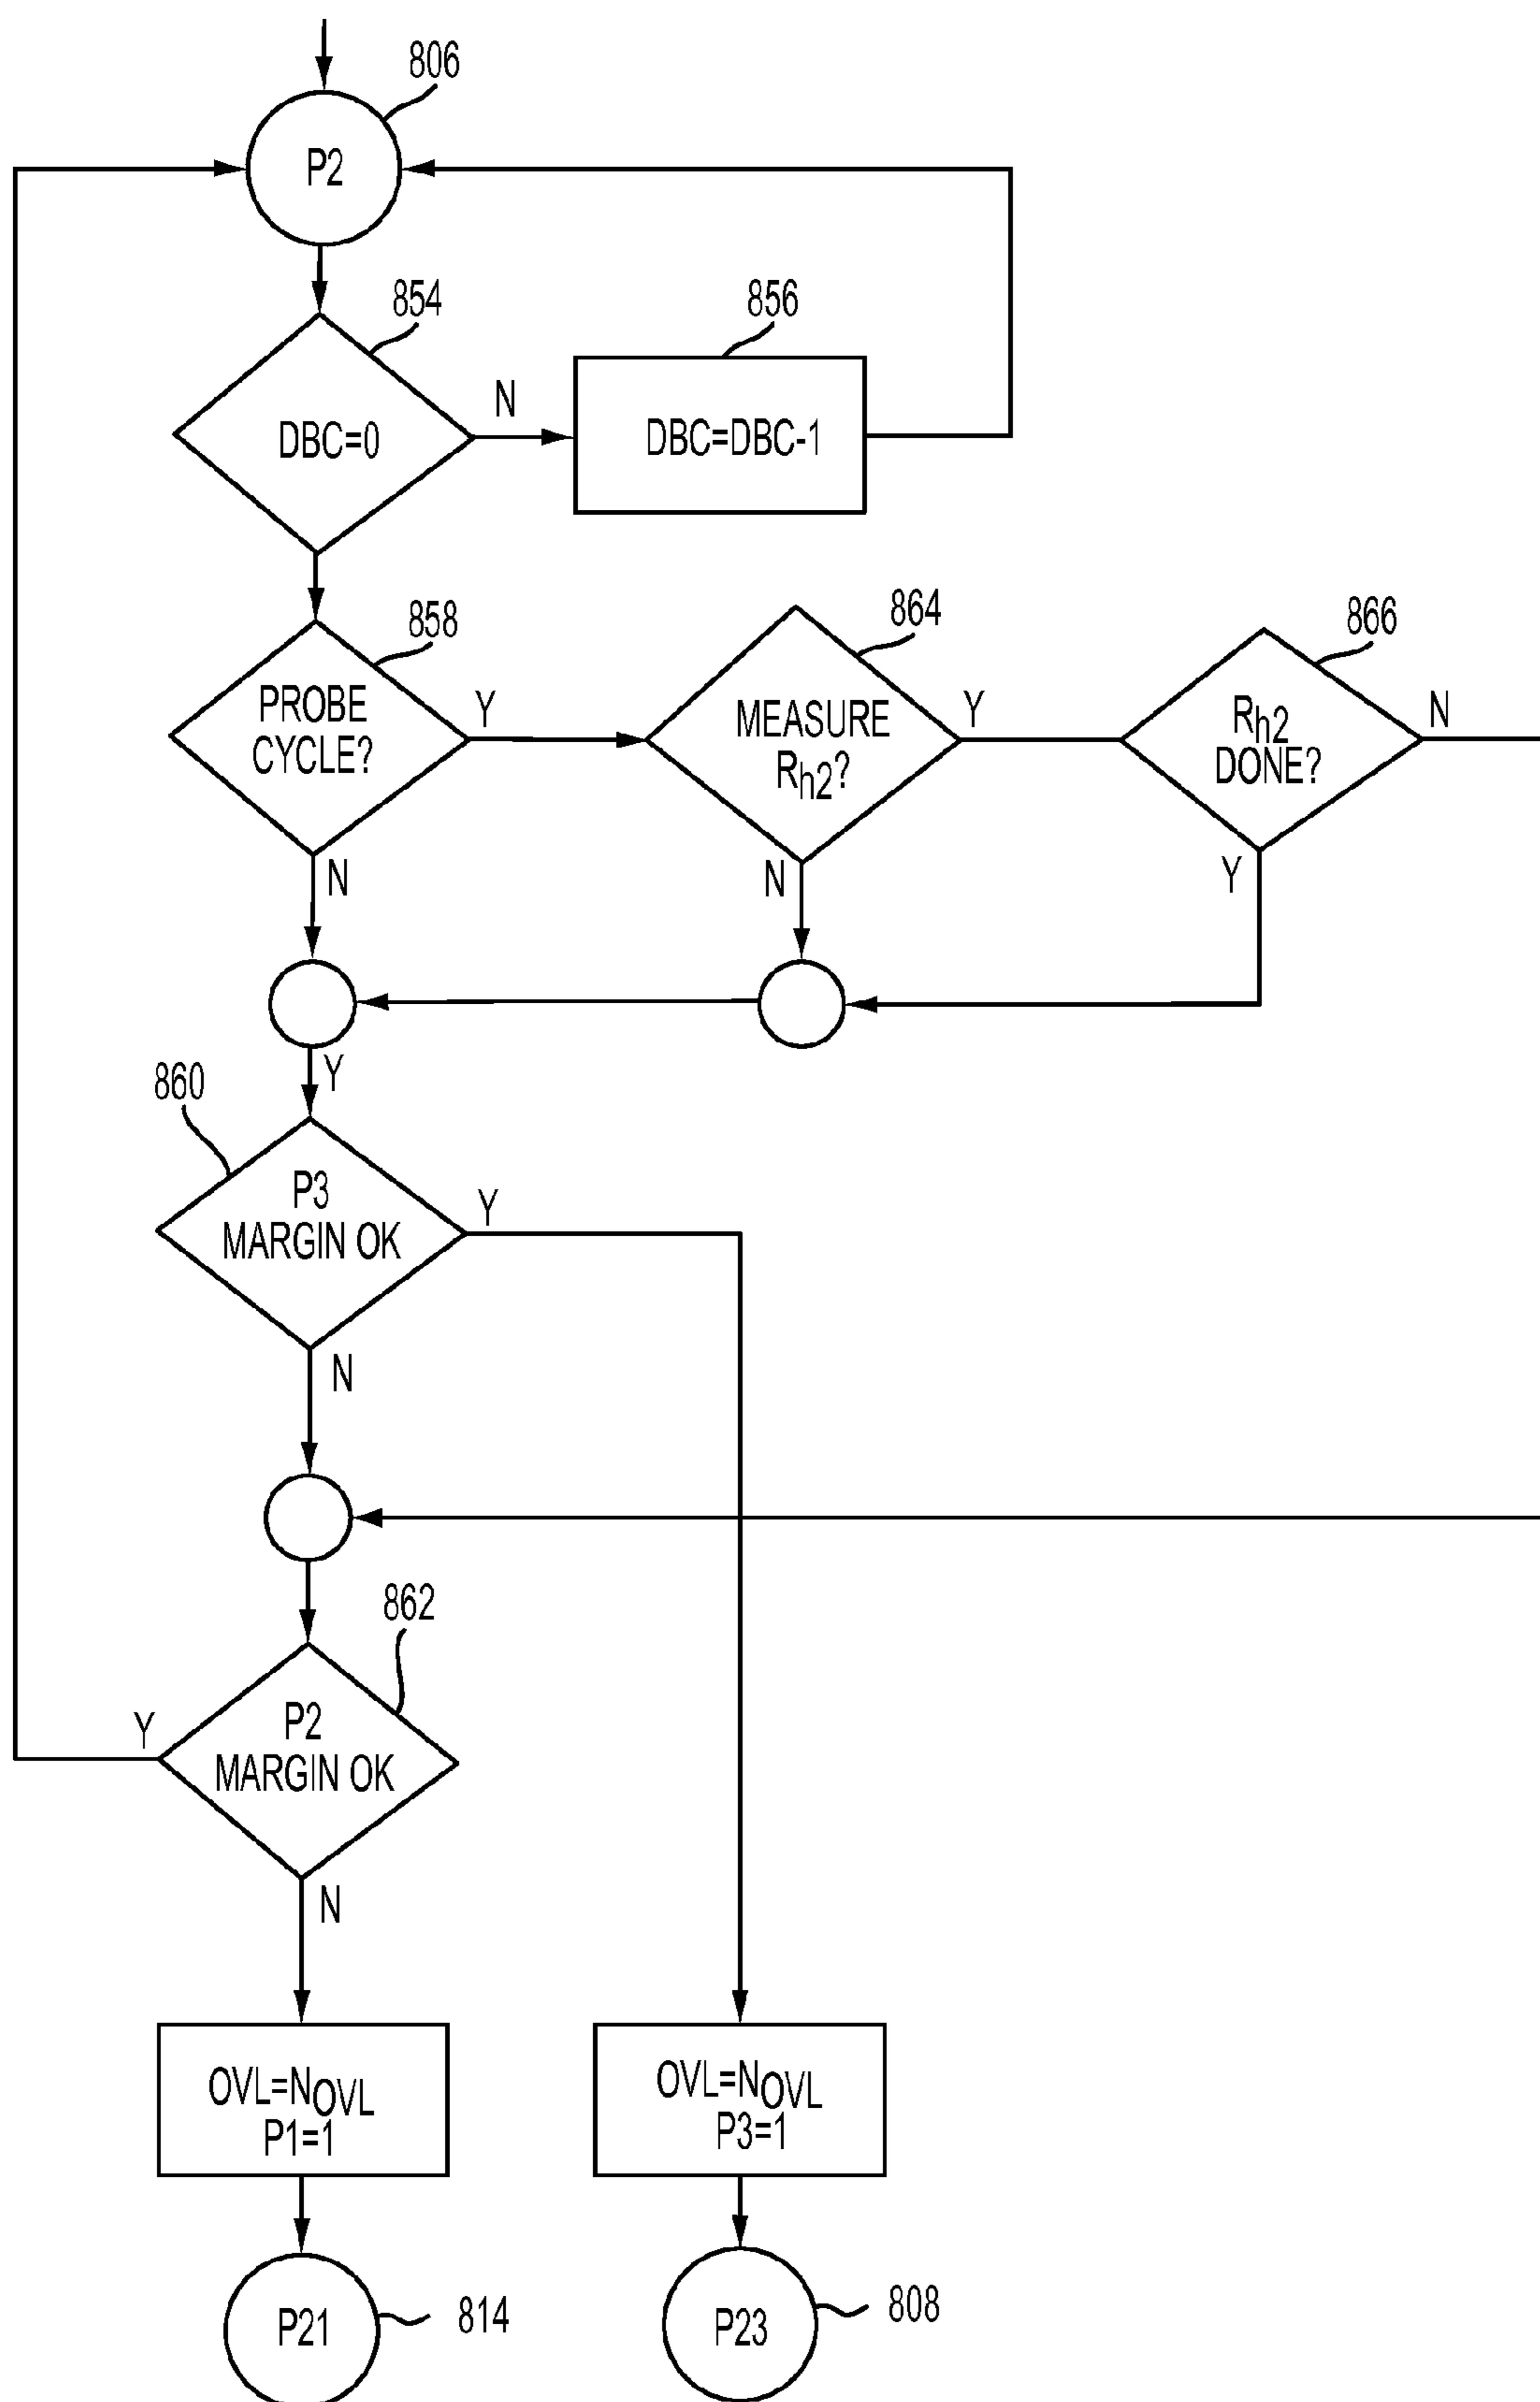 806
P2
854
856
N
DBC=0
DBC=DBC-1
858
864
866
PROBE
CYCLE?
Y
MEASURE
Rh2?
Y
Rh2
DONE?
N
N
N
Y
Y
860
P3
MARGIN OK
Y
N
862
P2
MARGIN OK
Y
N
OVL=NOVL
P1=1
OVL=NOVL
P3=1
P21
814
P23
808